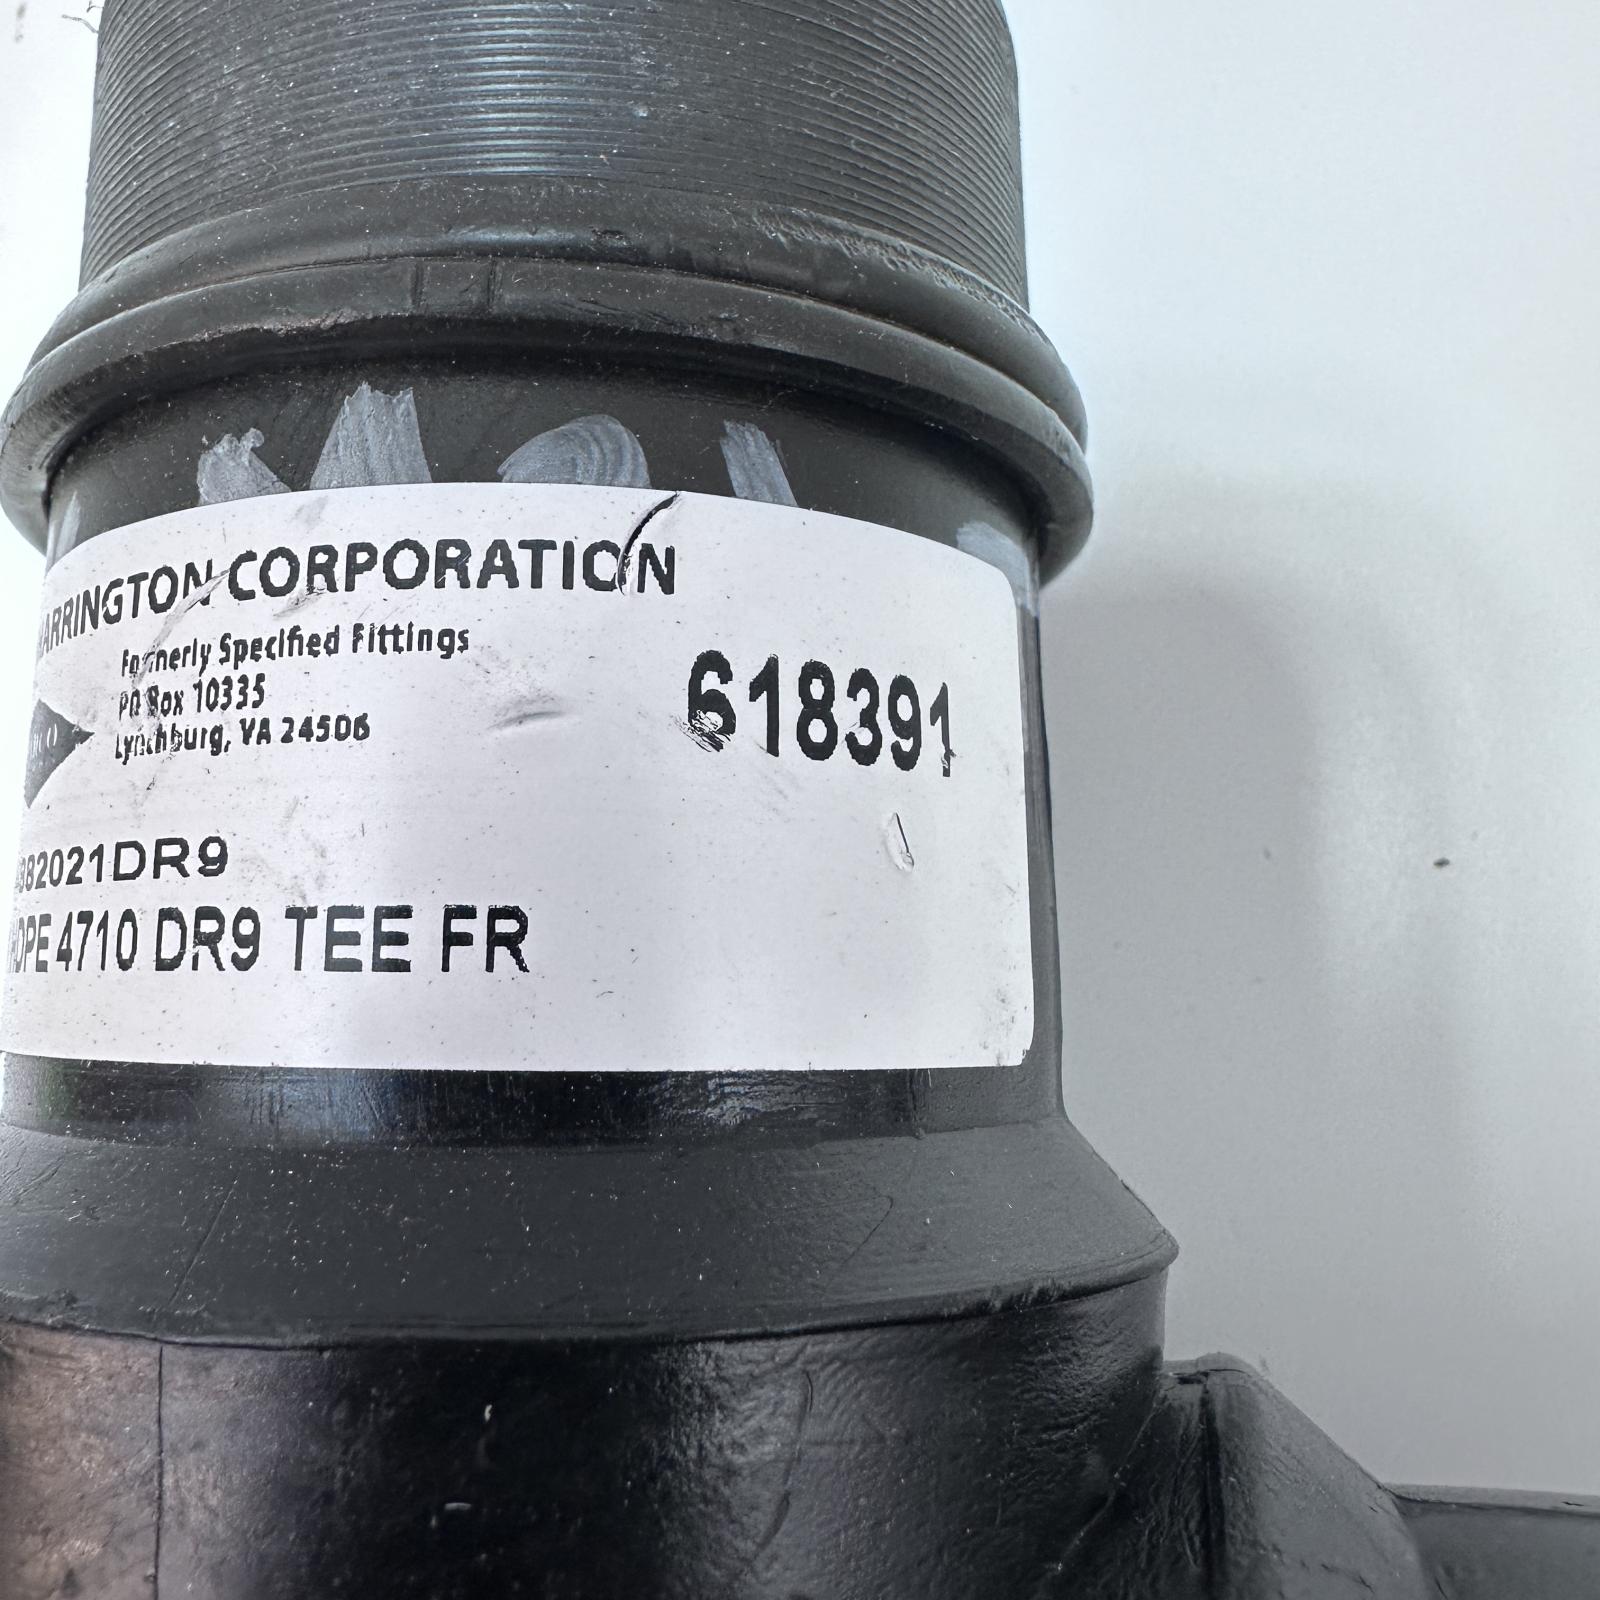 HARRINGTON CORPORATION
Formerly Specified Fittings
PO Box 10335
Lynchburg, VA 24506
618391
382021DR9
HDPE 4710 DR9 TEE FR